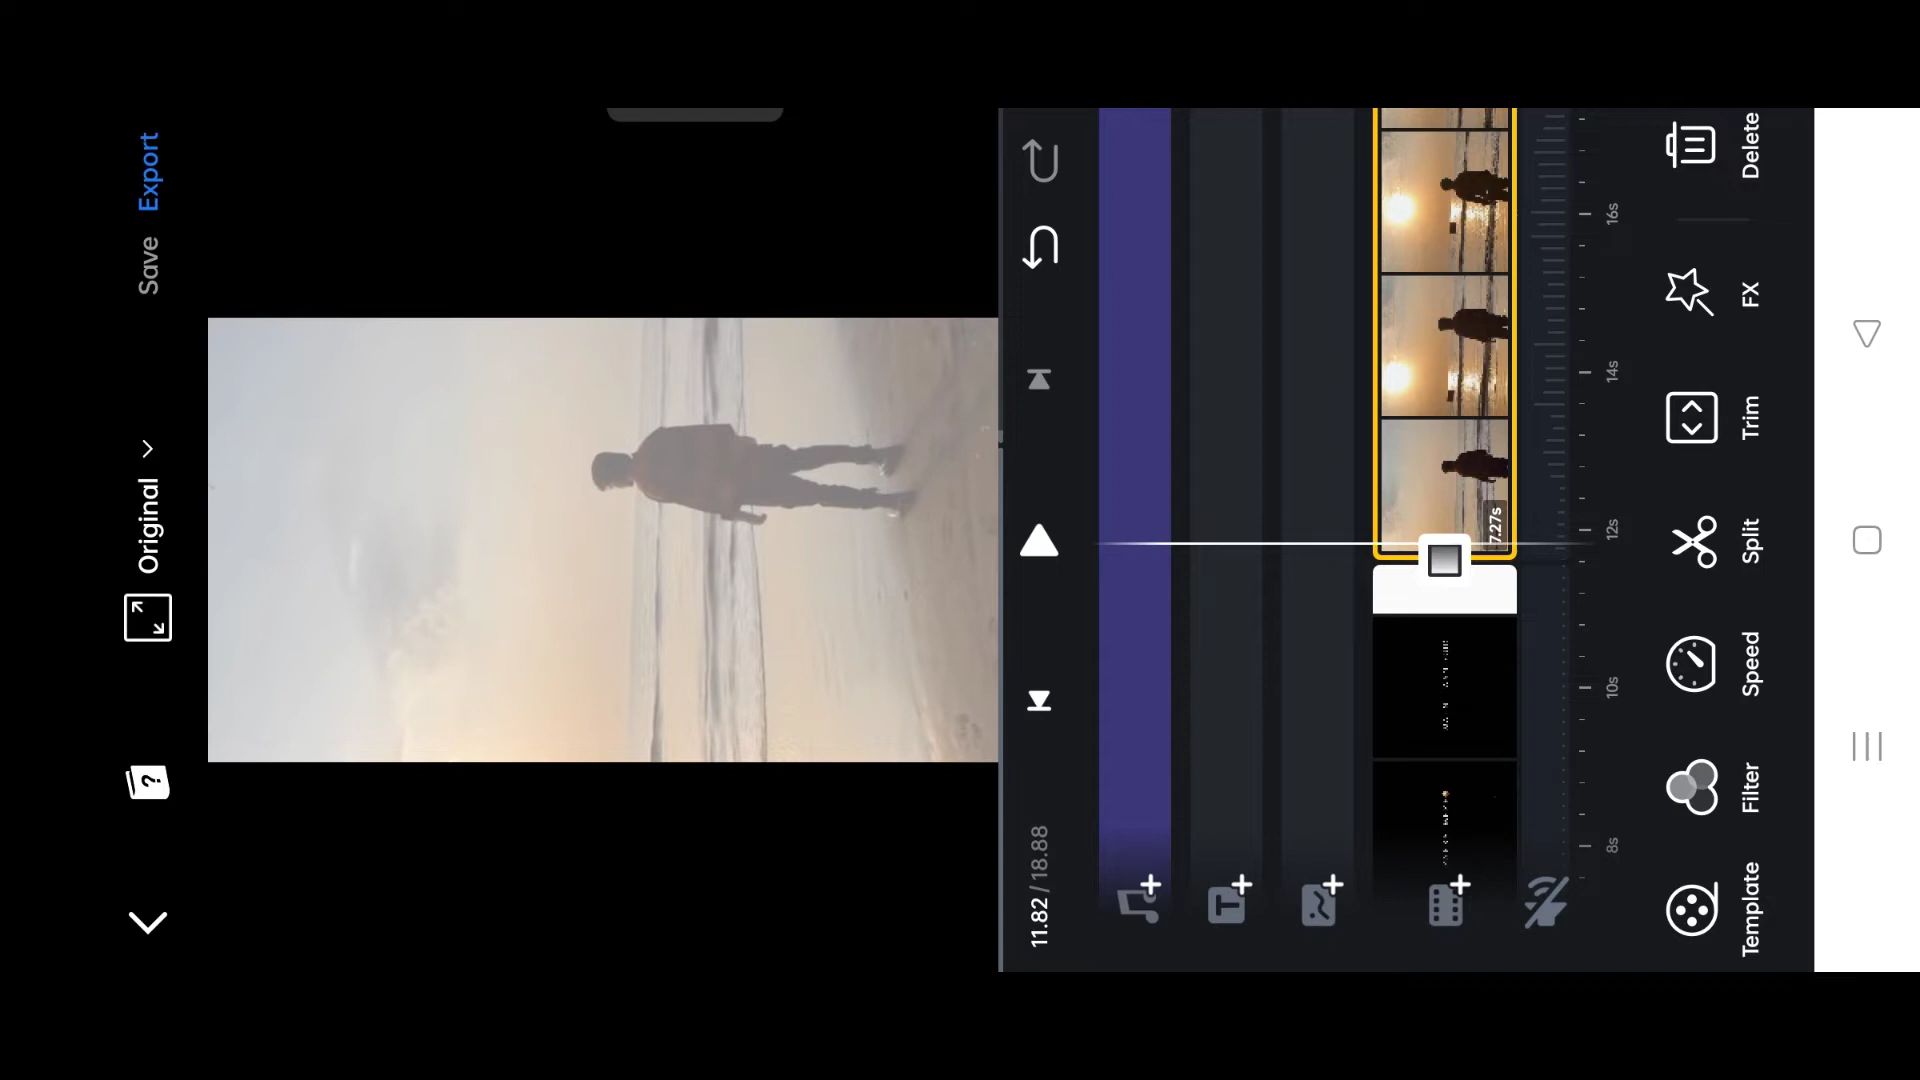 ?
Original
Save
Export
11.82 / 18.88
7.27s
8s
10s
12s
14s
16s
Template
Filter
Speed
Split
Trim
FX
Delete